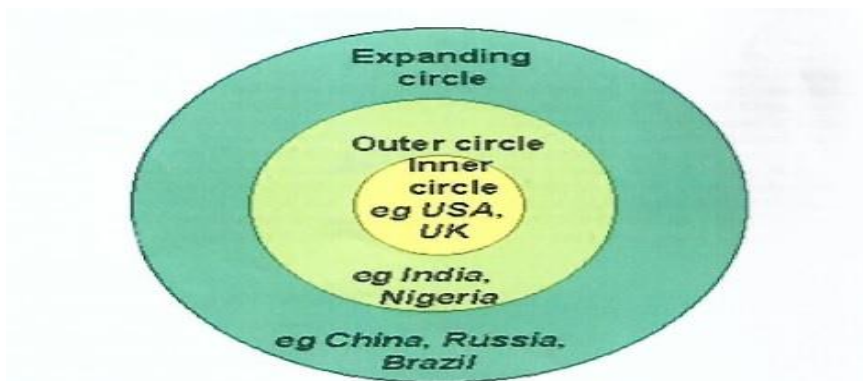 Expanding
circle
Outer circle
Inner
circle
eg USA,
UK
eg India,
Nigeria
eg China, Russia,
Brazil